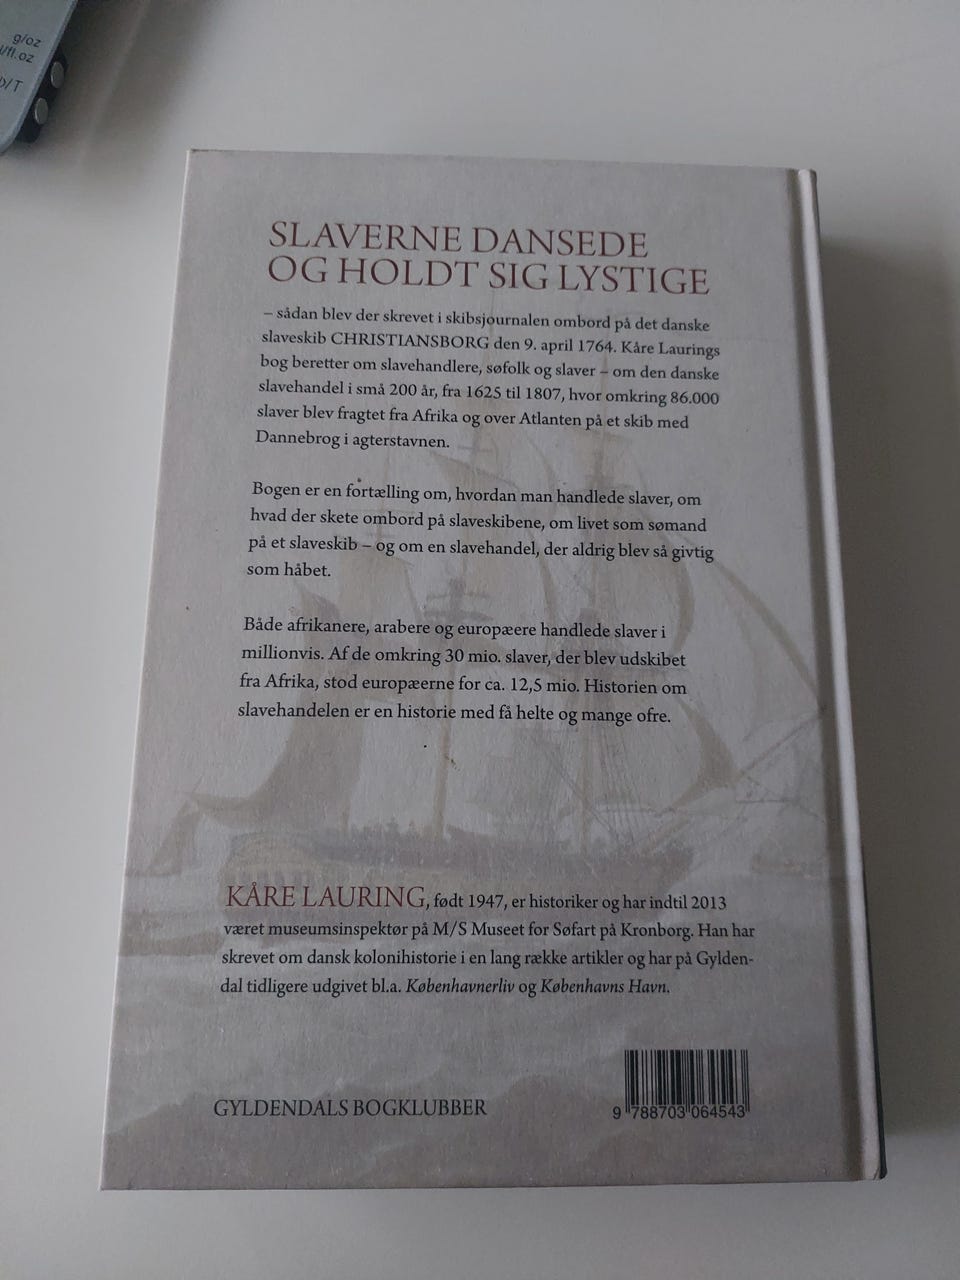 g/oz
l/fl.oz
/T
SLAVERNE DANSEDE
OG HOLDT SIG LYSTIGE
– sådan blev der skrevet i skibsjournalen ombord på det danske
slaveskib CHRISTIANSBORG den 9. april 1764. Kåre Laurings
bog beretter om slavehandlere, søfolk og slaver – om den danske
slavehandel i små 200 år, fra 1625 til 1807, hvor omkring 86.000
slaver blev fragtet fra Afrika og over Atlanten på et skib med
Dannebrog i agterstavnen.
Bogen er en fortælling om, hvordan man handlede slaver, om
hvad der skete ombord på slaveskibene, om livet som sømand
på et slaveskib – og om en slavehandel, der aldrig blev så givtig
som håbet.
Både afrikanere, arabere og europæere handlede slaver i
millionvis. Af de omkring 30 mio. slaver, der blev udskibet
fra Afrika, stod europæerne for ca. 12,5 mio. Historien om
slavehandelen er en historie med få helte og mange ofre.
KÅRE LAURING, født 1947, er historiker og har indtil 2013
været museumsinspektør på M/S Museet for Søfart på Kronborg. Han har
skrevet om dansk kolonihistorie i en lang række artikler og har på Gylden-
dal tidligere udgivet bl.a. Københavnerliv og Københavns Havn.
GYLDENDALS BOGKLUBBER
9 788703 064543